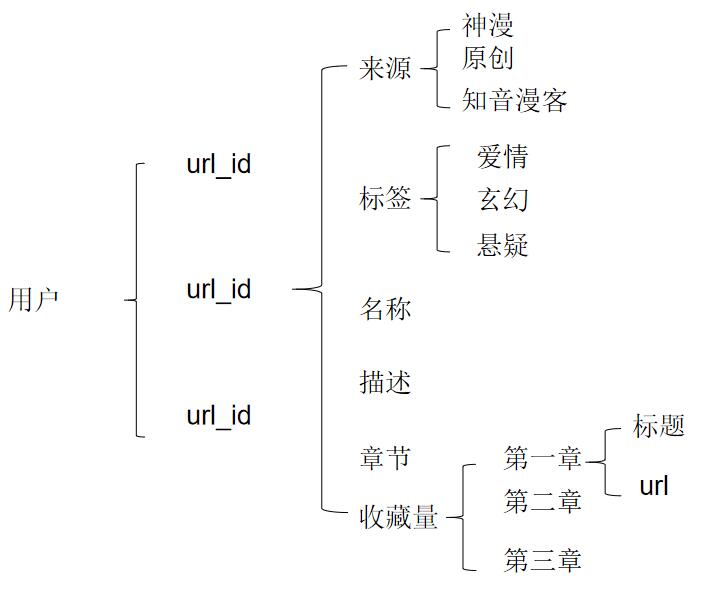 用户
url_id
url_id
url_id
来源
神漫
原创
知音漫客
标签
爱情
玄幻
悬疑
名称
描述
章节
收藏量
第一章
标题
url
第二章
第三章